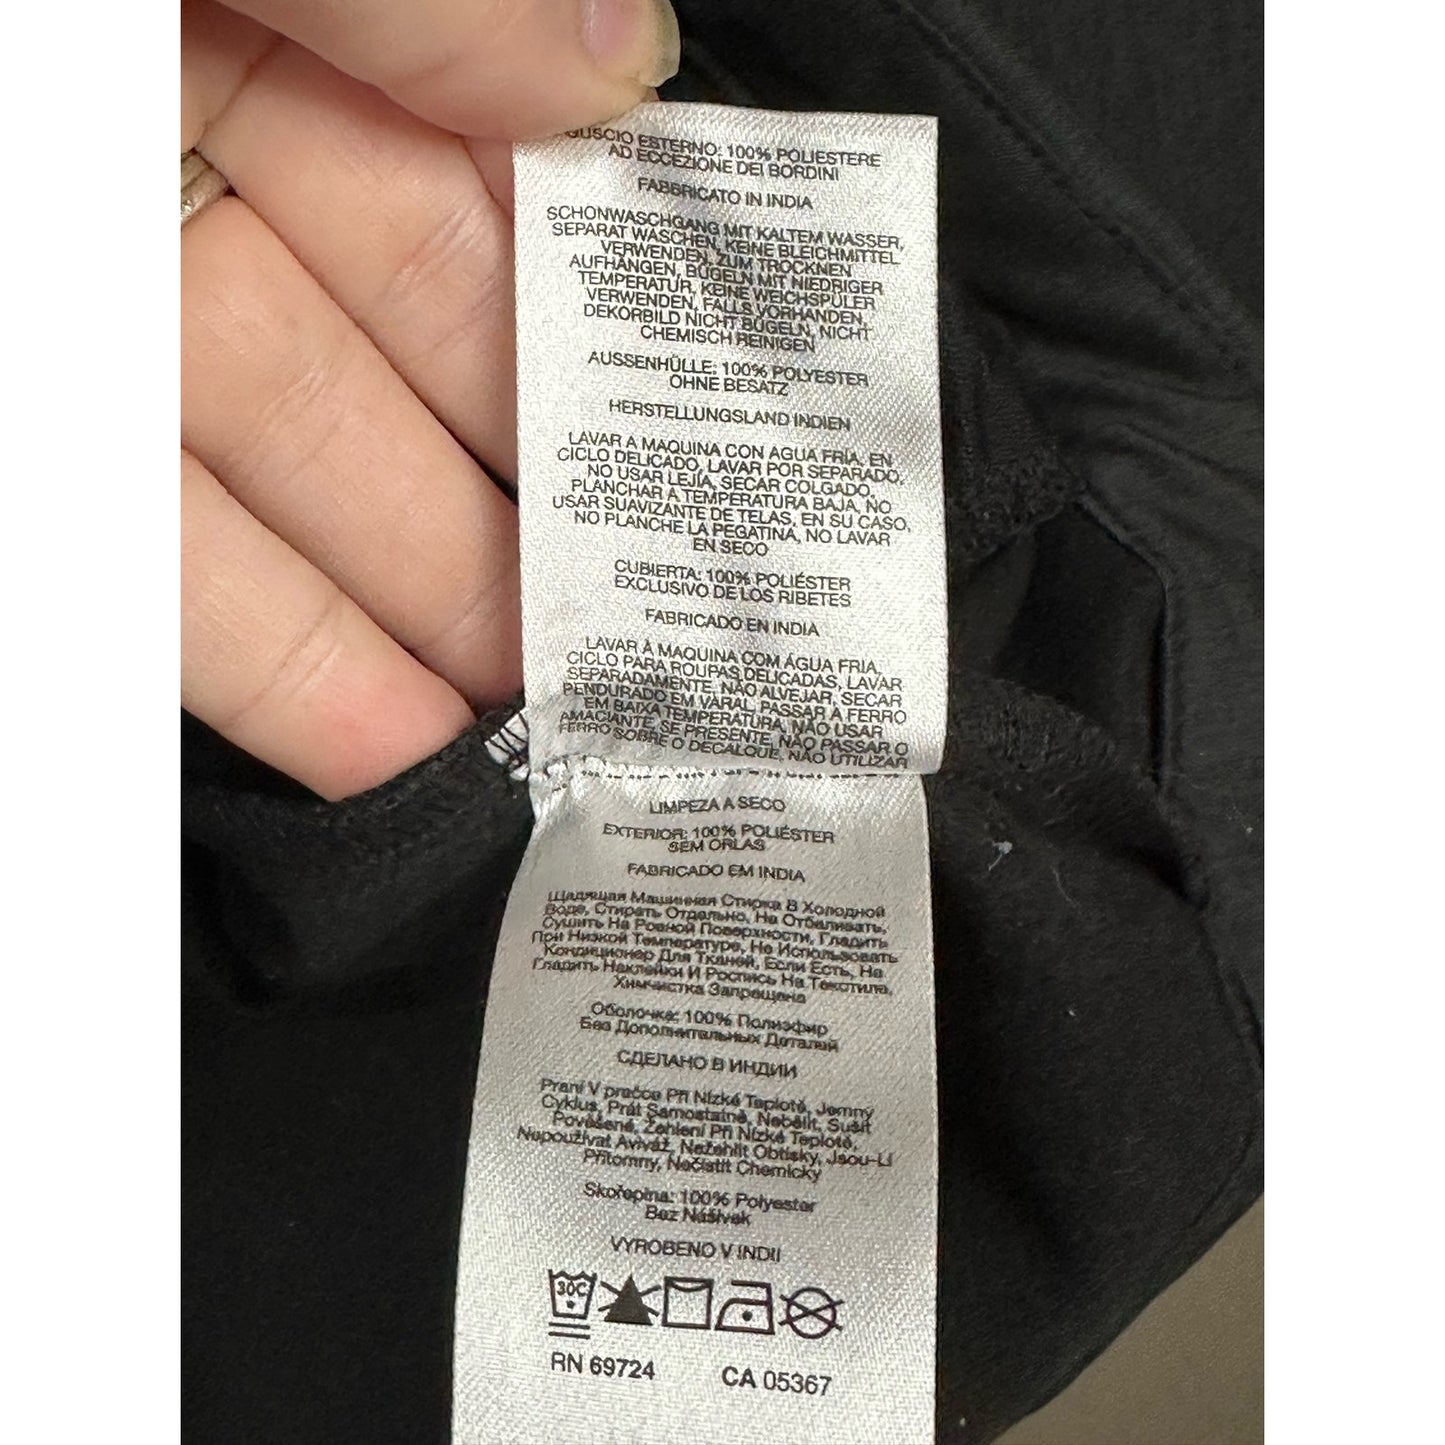 GUSCIO ESTERNO: 100% POLIESTERE
AD ECCEZIONE DEI BORDINI
FABBRICATO IN INDIA
SCHONWASCHGANG MIT KALTEM WASSER,
SEPARAT WASCHEN, KEINE BLEICHMITTEL
VERWENDEN, ZUM TROCKNEN
AUFHÄNGEN, BÜGELN MIT NIEDRIGER
TEMPERATUR, KEINE WEICHSPÜLER
VERWENDEN, FALLS VORHANDEN,
DEKORBILD NICHT BÜGELN, NICHT
CHEMISCH REINIGEN
AUSSENHÜLLE: 100% POLYESTER
OHNE BESATZ
HERSTELLUNGSLAND INDIEN
LAVAR A MAQUINA CON AGUA FRÍA, EN
CICLO DELICADO, LAVAR POR SEPARADO,
NO USAR LEJÍA, SECAR COLGADO,
PLANCHAR A TEMPERATURA BAJA, NO
USAR SUAVIZANTE DE TELAS, EN SU CASO,
NO PLANCHE LA PEGATINA, NO LAVAR
EN SECO
CUBIERTA: 100% POLIÉSTER
EXCLUSIVO DE LOS RIBETES
FABRICADO EN INDIA
LAVAR À MAQUINA COM ÁGUA FRIA,
CICLO PARA ROUPAS DELICADAS, LAVAR
SEPARADAMENTE, NÃO ALVEJAR, SECAR
PENDURADO EM VARAL, PASSAR A FERRO
EM BAIXA TEMPERATURA, NÃO USAR
AMACIANTE, SE PRESENTE, NÃO PASSAR O
FERRO SOBRE O DECALQUE, NÃO UTILIZAR
LIMPEZA A SECO
EXTERIOR: 100% POLIÉSTER
SEM ORLAS
FABRICADO EM INDIA
Щадящая Машинная Стирка В Холодной
Воде, Стирать Отдельно, Не Отбеливать,
Сушить На Ровной Поверхности, Гладить
При Низкой Температуре, Не Использовать
Кондиционер Для Тканей, Если Есть, На
Гладить Наклейки И Роспись На Текстиле,
Химчистка Запрещена
Оболочка: 100% Полиэфир
Без Дополнительных Деталей
СДЕЛАНО В ИНДИИ
Praní V pračce Při Nízké Teplotě, Jemný
Cyklus, Prát Samostatně, Nebělit, Sušit
Pověšené, Žehlení Při Nízké Teplotě,
Nepoužívat Aviváž, Nežehlit Obtisky, Jsou-Li
Přítomny, Nečistit Chemicky
Skořepina: 100% Polyester
Bez Nášivek
VYROBENO V INDII
30C
RN 69724 CA 05367